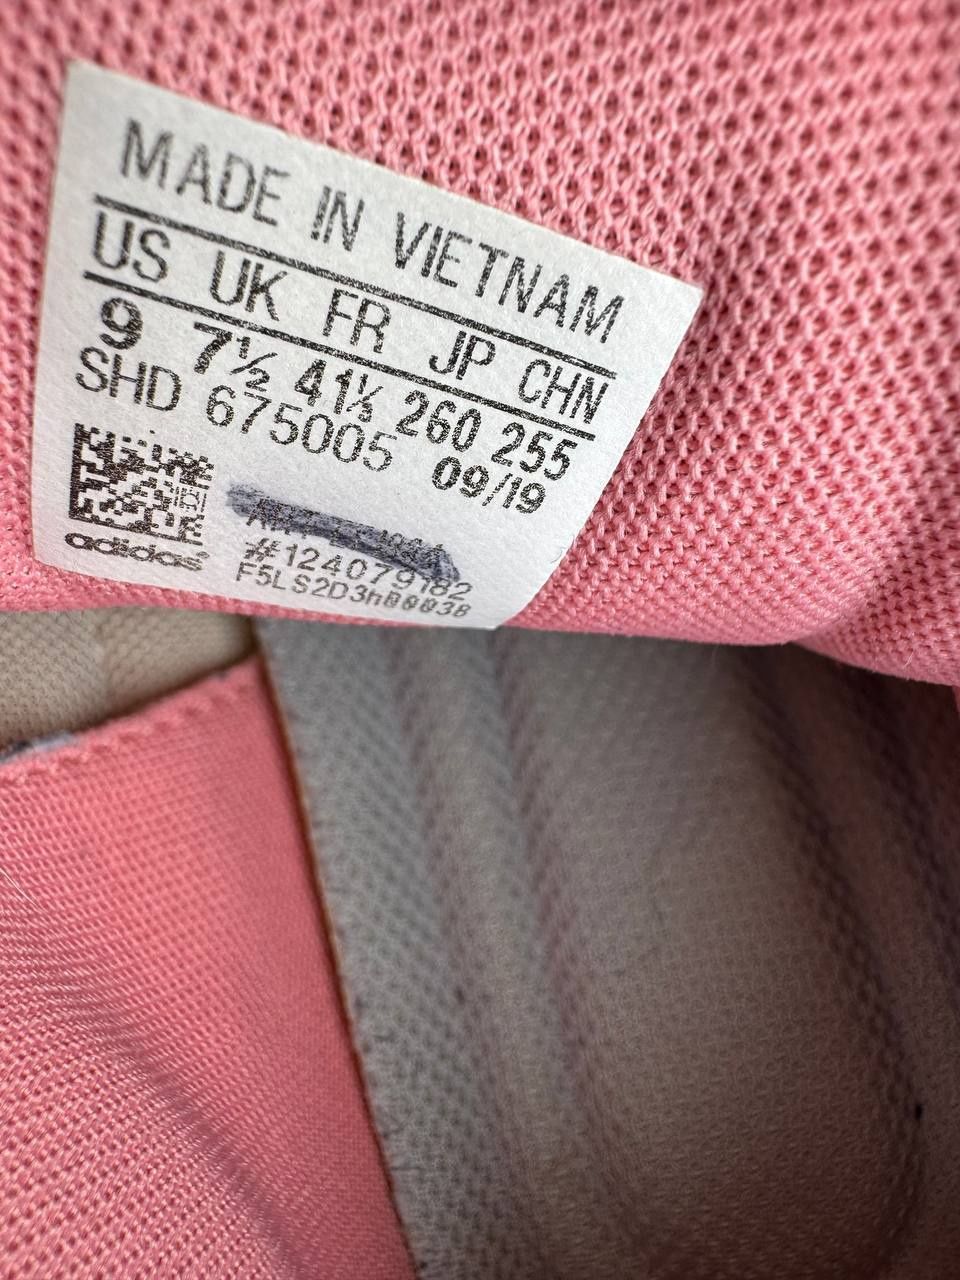 MADE IN VIETNAM
US UK FR JP CHN
9 7½ 41⅓ 260 255
SHD 675005 09/19
adidas
#124079182